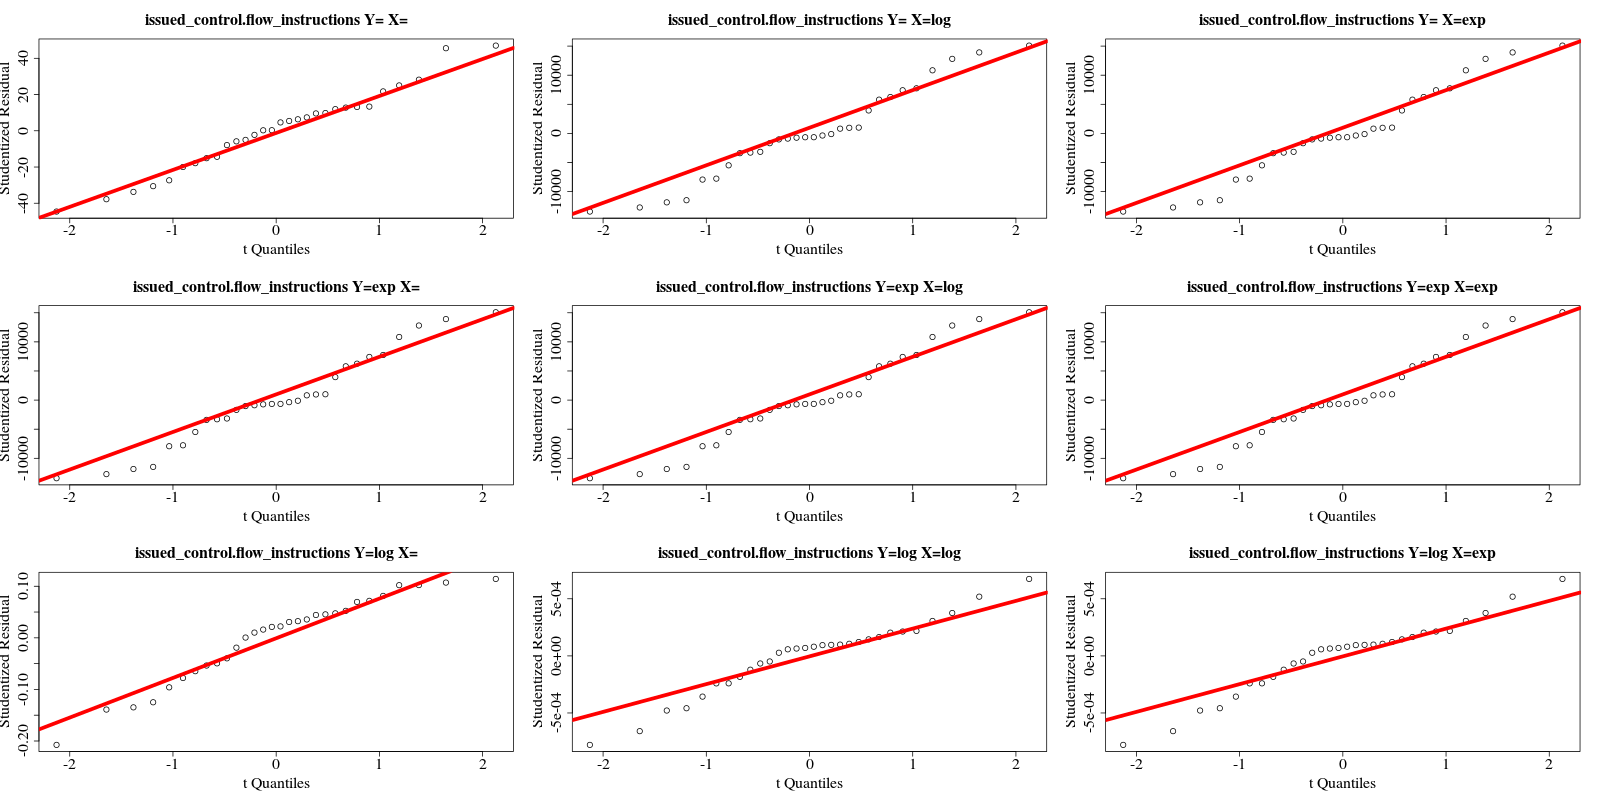 issued_control.flow_instructions Y= X=
Studentized Residual
40
20
0
-20
-40
-2
-1
0
1
2
t Quantiles
issued_control.flow_instructions Y= X=log
Studentized Residual
10000
0
-10000
-2
-1
0
1
2
t Quantiles
issued_control.flow_instructions Y= X=exp
Studentized Residual
10000
0
-10000
-2
-1
0
1
2
t Quantiles
issued_control.flow_instructions Y=exp X=
Studentized Residual
10000
0
-10000
-2
-1
0
1
2
t Quantiles
issued_control.flow_instructions Y=exp X=log
Studentized Residual
10000
0
-10000
-2
-1
0
1
2
t Quantiles
issued_control.flow_instructions Y=exp X=exp
Studentized Residual
10000
0
-10000
-2
-1
0
1
2
t Quantiles
issued_control.flow_instructions Y=log X=
Studentized Residual
0.10
0.00
-0.10
-0.20
-2
-1
0
1
2
t Quantiles
issued_control.flow_instructions Y=log X=log
Studentized Residual
5e-04
0e+00
-5e-04
-2
-1
0
1
2
t Quantiles
issued_control.flow_instructions Y=log X=exp
Studentized Residual
5e-04
0e+00
-5e-04
-2
-1
0
1
2
t Quantiles